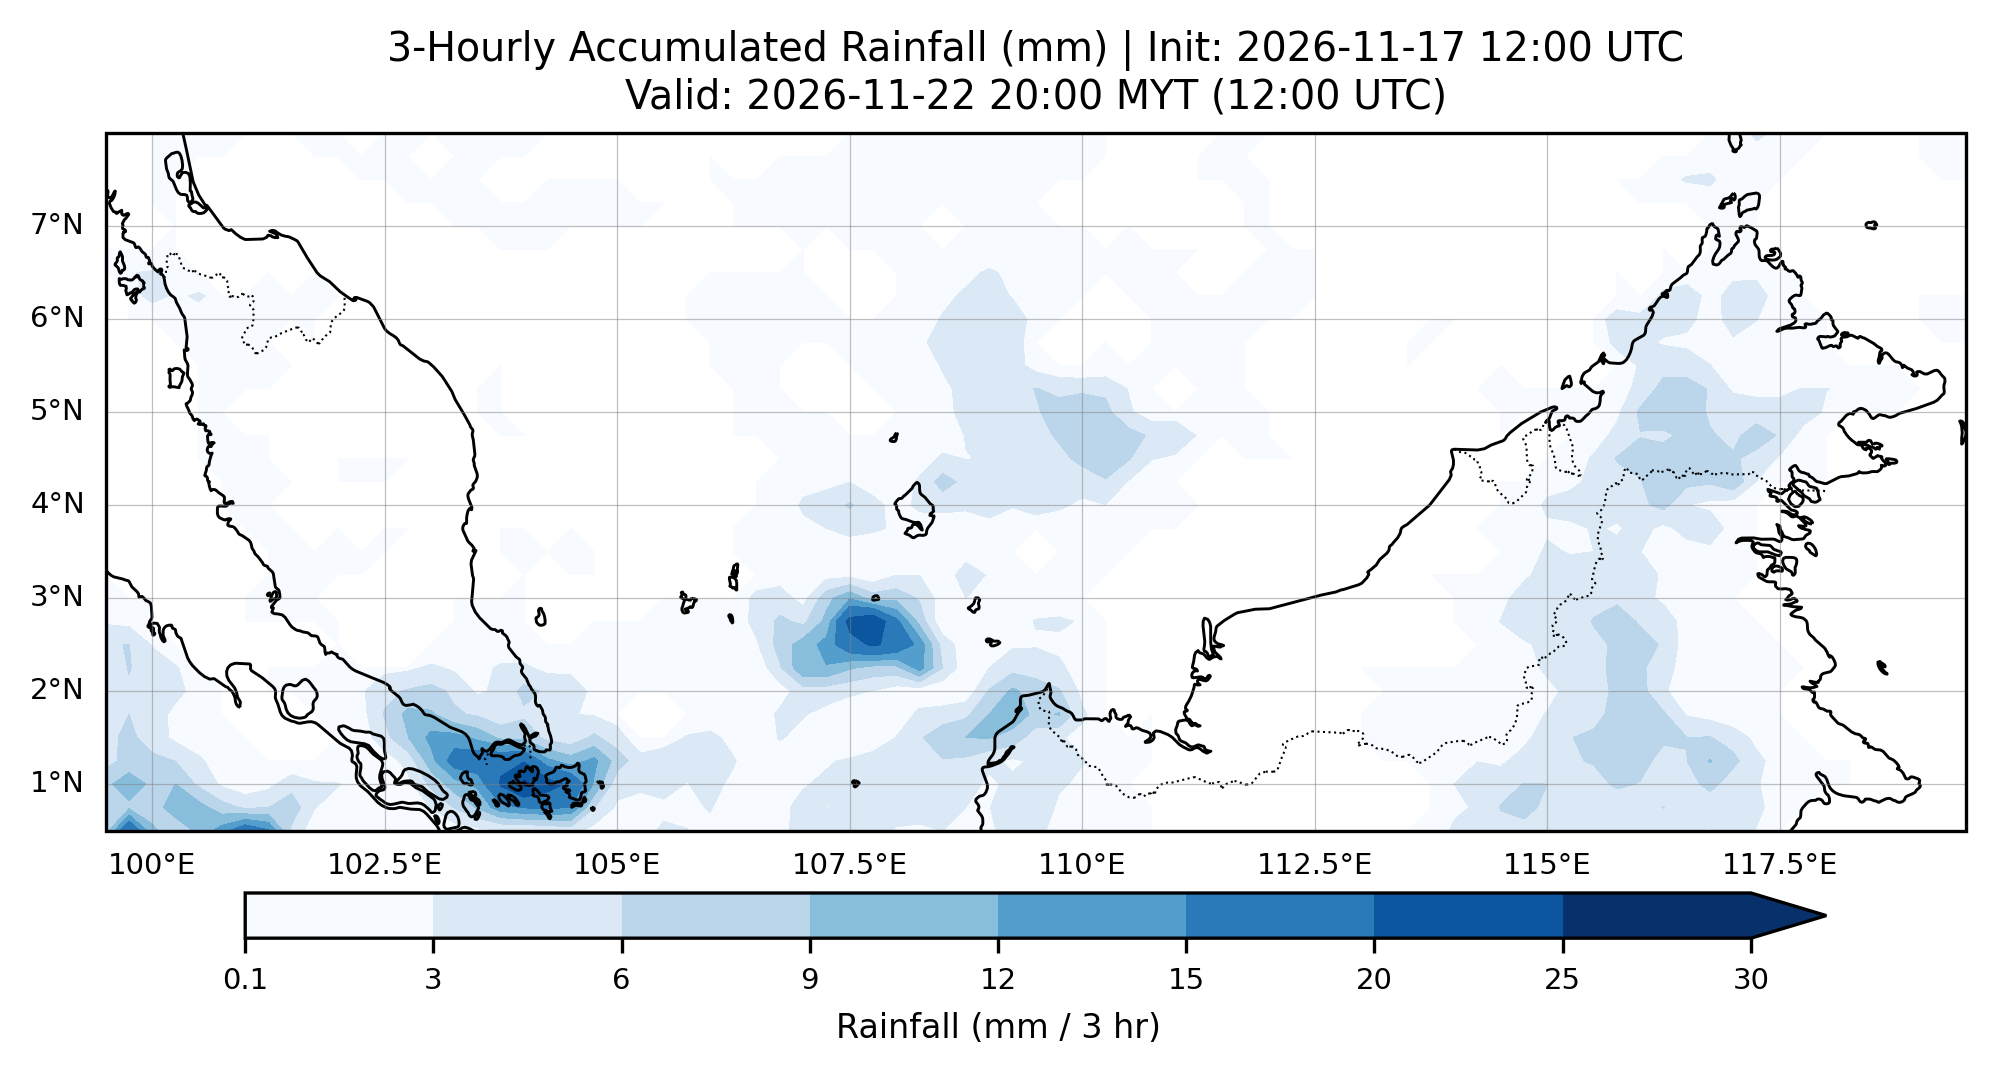 3-Hourly Accumulated Rainfall (mm) | Init: 2026-11-17 12:00 UTC
Valid: 2026-11-22 20:00 MYT (12:00 UTC)
7°N
6°N
5°N
4°N
3°N
2°N
1°N
100°E 102.5°E 105°E 107.5°E 110°E 112.5°E 115°E 117.5°E
0.1 3 6 9 12 15 20 25 30
Rainfall (mm / 3 hr)